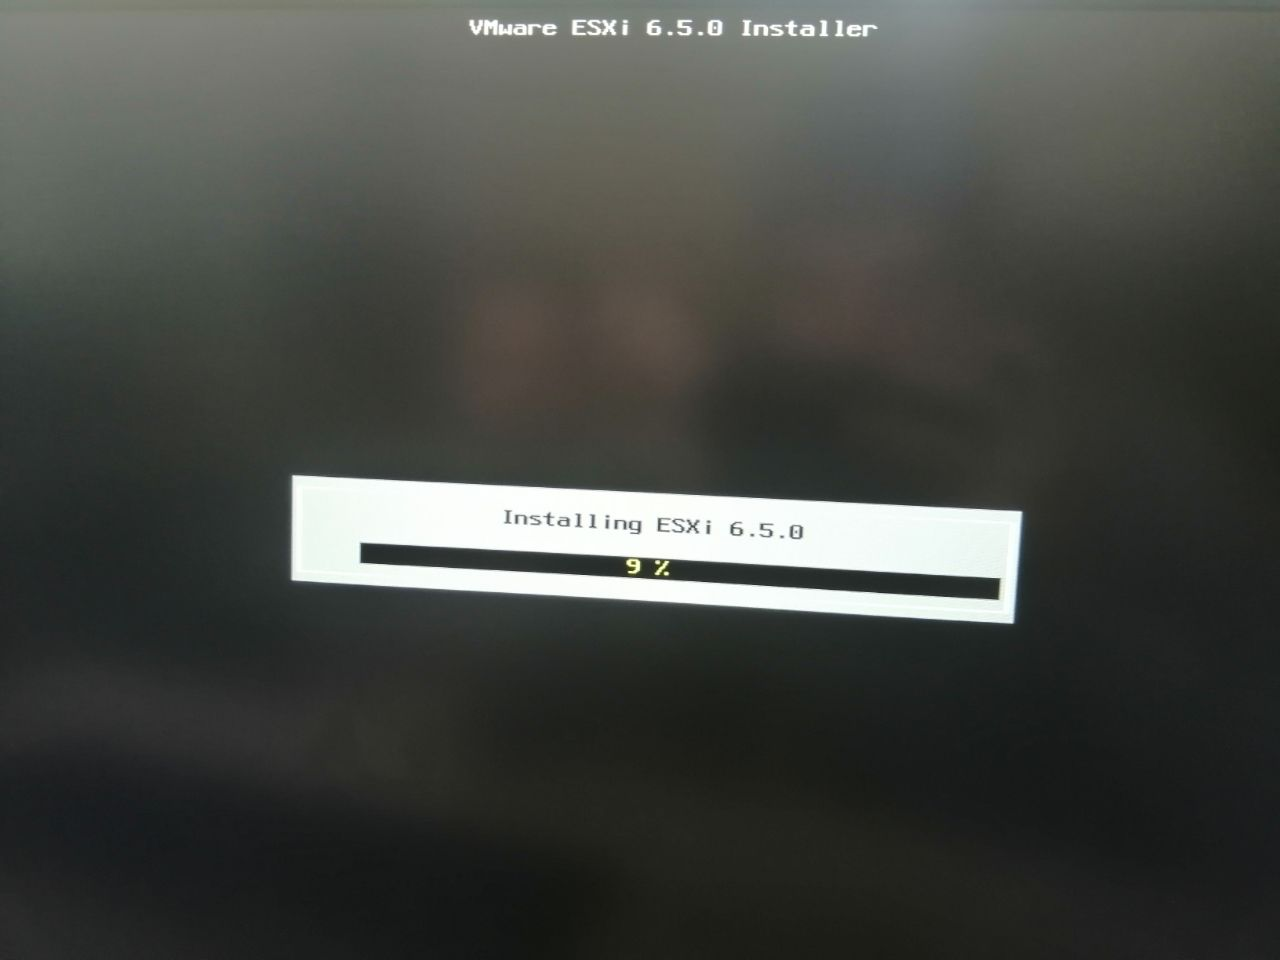 VMware ESXi 6.5.0 Installer
Installing ESXi 6.5.0
9 %